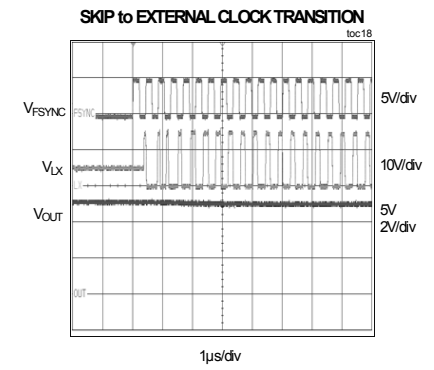 SKIP to EXTERNAL CLOCK TRANSITION
toc18
VFSYNC
FSYNC
5V/div
VLX
LX
10V/div
VOUT
5V
2V/div
OUT
1µs/div